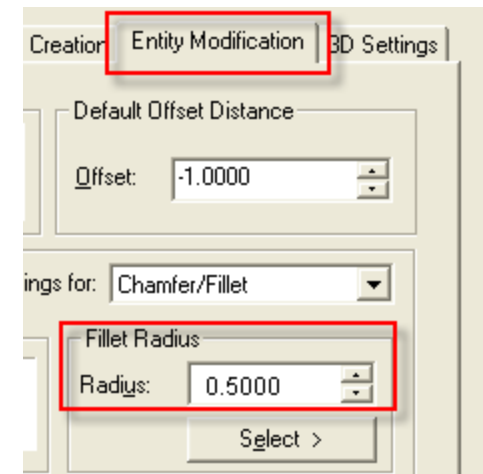 Creation Entity Modification 3D Settings
Default Offset Distance
Offset: -1.0000
ings for: Chamfer/Fillet
Fillet Radius
Radius: 0.5000
Select >